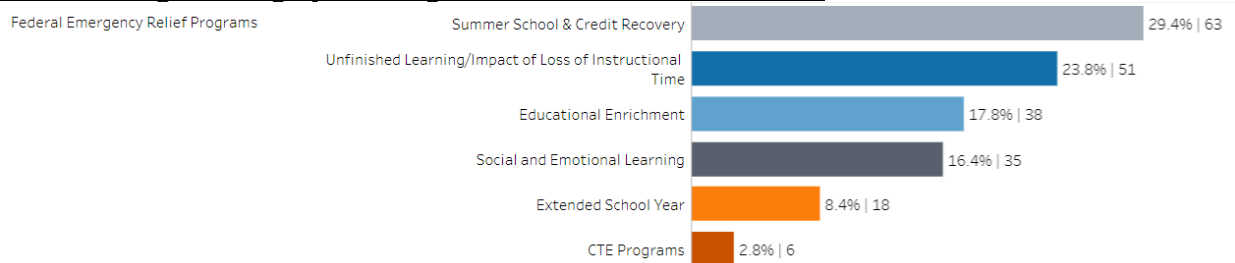 Federal Emergency Relief Programs
Summer School & Credit Recovery
29.4% | 63
Unfinished Learning/Impact of Loss of Instructional
Time
23.8% | 51
Educational Enrichment
17.8% | 38
Social and Emotional Learning
16.4% | 35
Extended School Year
8.4% | 18
CTE Programs
2.8% | 6